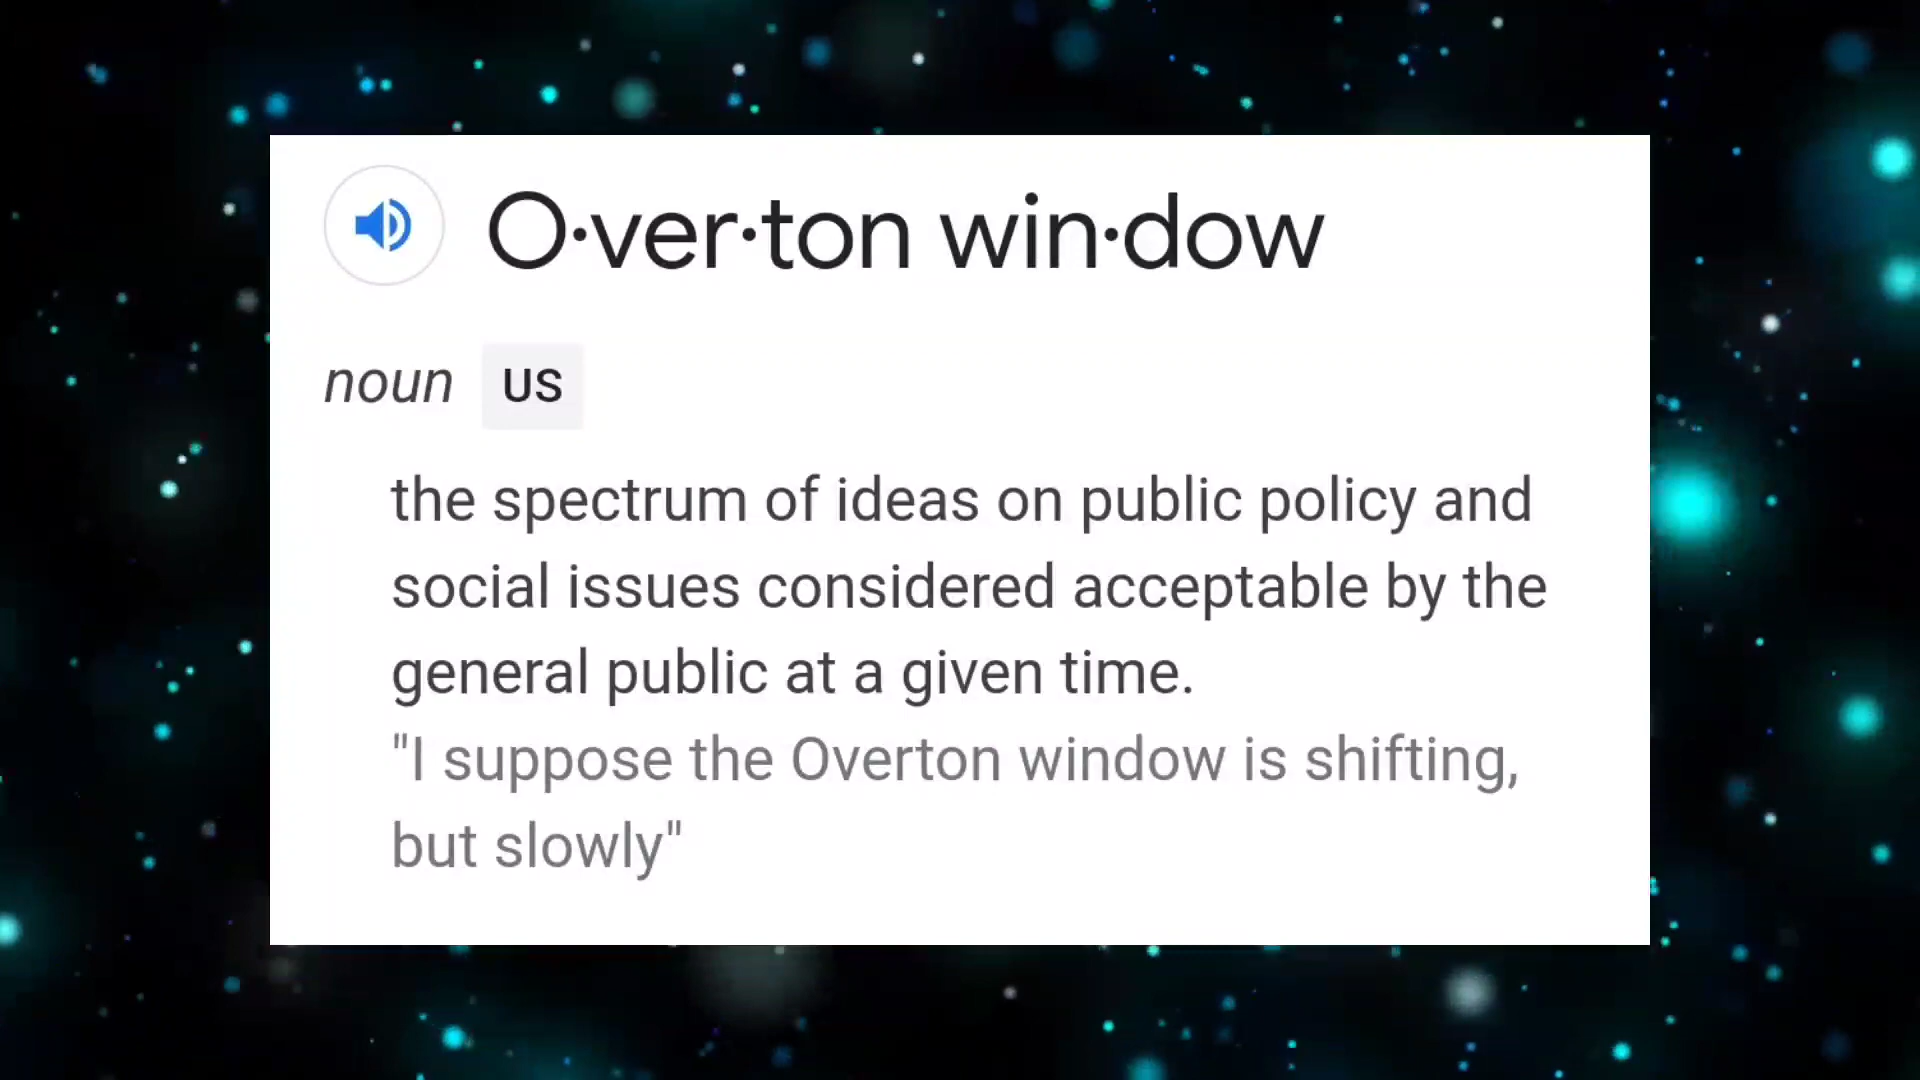 O·ver·ton win·dow
noun US
the spectrum of ideas on public policy and
social issues considered acceptable by the
general public at a given time.
"I suppose the Overton window is shifting,
but slowly"